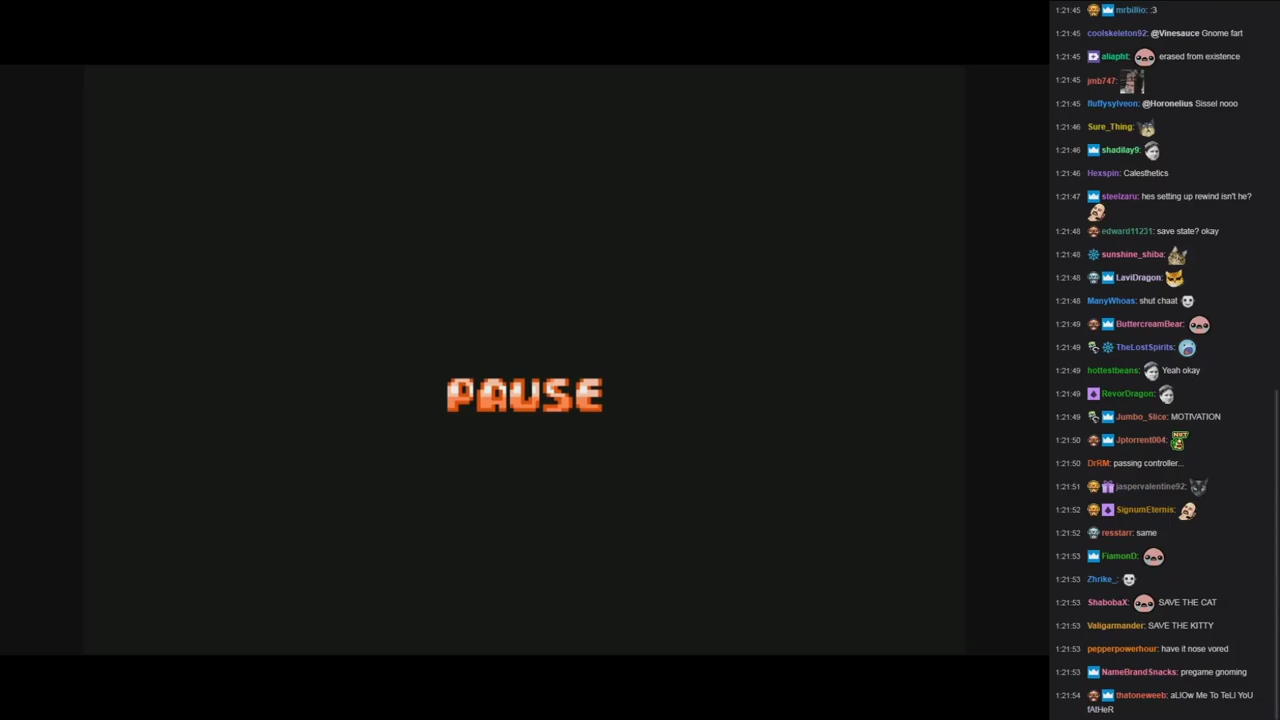 PAUSE
1:21:45 mrbillio: :3
1:21:45 coolskeleton92: @Vinesauce Gnome fart
1:21:45 aliapht: erased from existence
1:21:45 jmb747:
1:21:45 fluffysylveon: @Horonelius Sissel nooo
1:21:46 Sure_Thing:
1:21:46 shadilay9:
1:21:46 Hexspin: Calesthetics
1:21:47 steelzaru: hes setting up rewind isn't he?
1:21:48 edward11231: save state? okay
1:21:48 sunshine_shiba:
1:21:48 LaviDragon:
1:21:48 ManyWhoas: shut chaat
1:21:49 ButtercreamBear:
1:21:49 TheLostSpirits:
1:21:49 hottestbeans: Yeah okay
1:21:49 RevorDragon:
1:21:49 Jumbo_Slice: MOTIVATION
1:21:50 Jptorrent004: NOT
1:21:50 DrRM: passing controller...
1:21:51 jaspervalentine92:
1:21:52 SignumEternis:
1:21:52 resstarr: same
1:21:53 FiamonD:
1:21:53 Zhrike_:
1:21:53 ShabobaX: SAVE THE CAT
1:21:53 Valigarmander: SAVE THE KITTY
1:21:53 pepperpowerhour: have it nose vored
1:21:53 NameBrandSnacks: pregame gnoming
1:21:54 thatoneweeb: aLlOw Me To TeLl YoU
fAtHeR